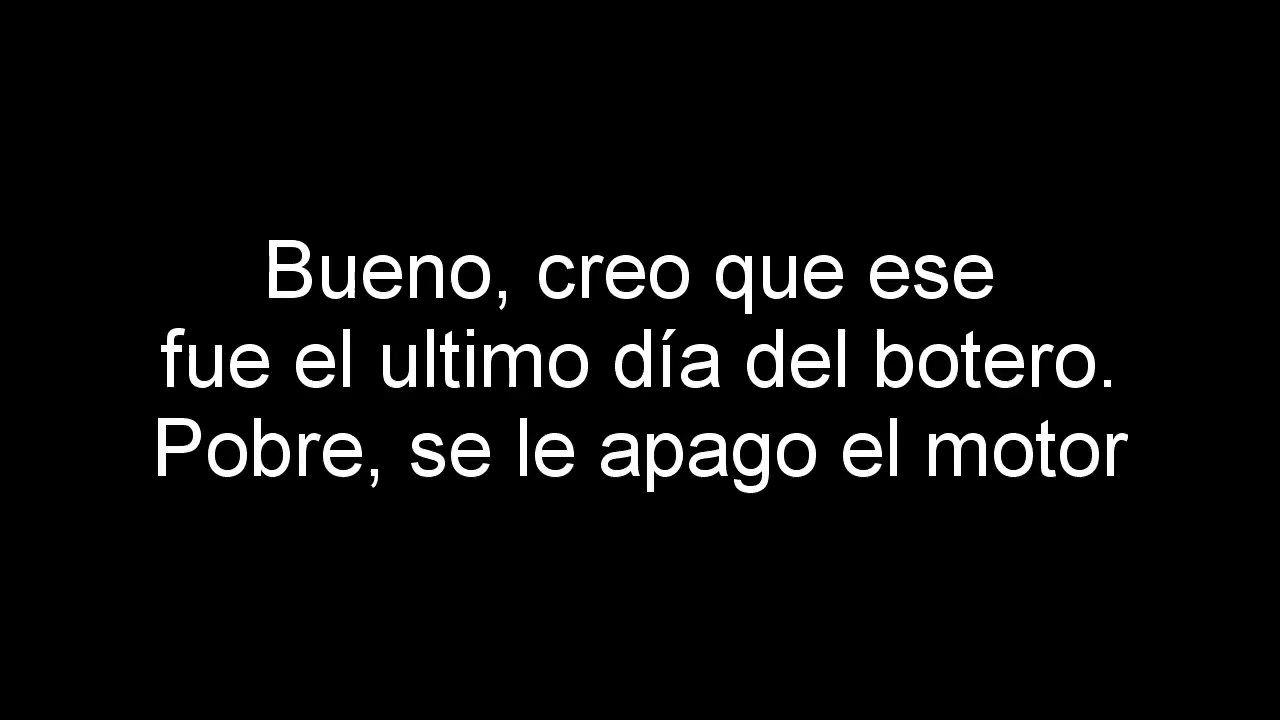 Bueno, creo que ese
fue el ultimo día del botero.
Pobre, se le apago el motor